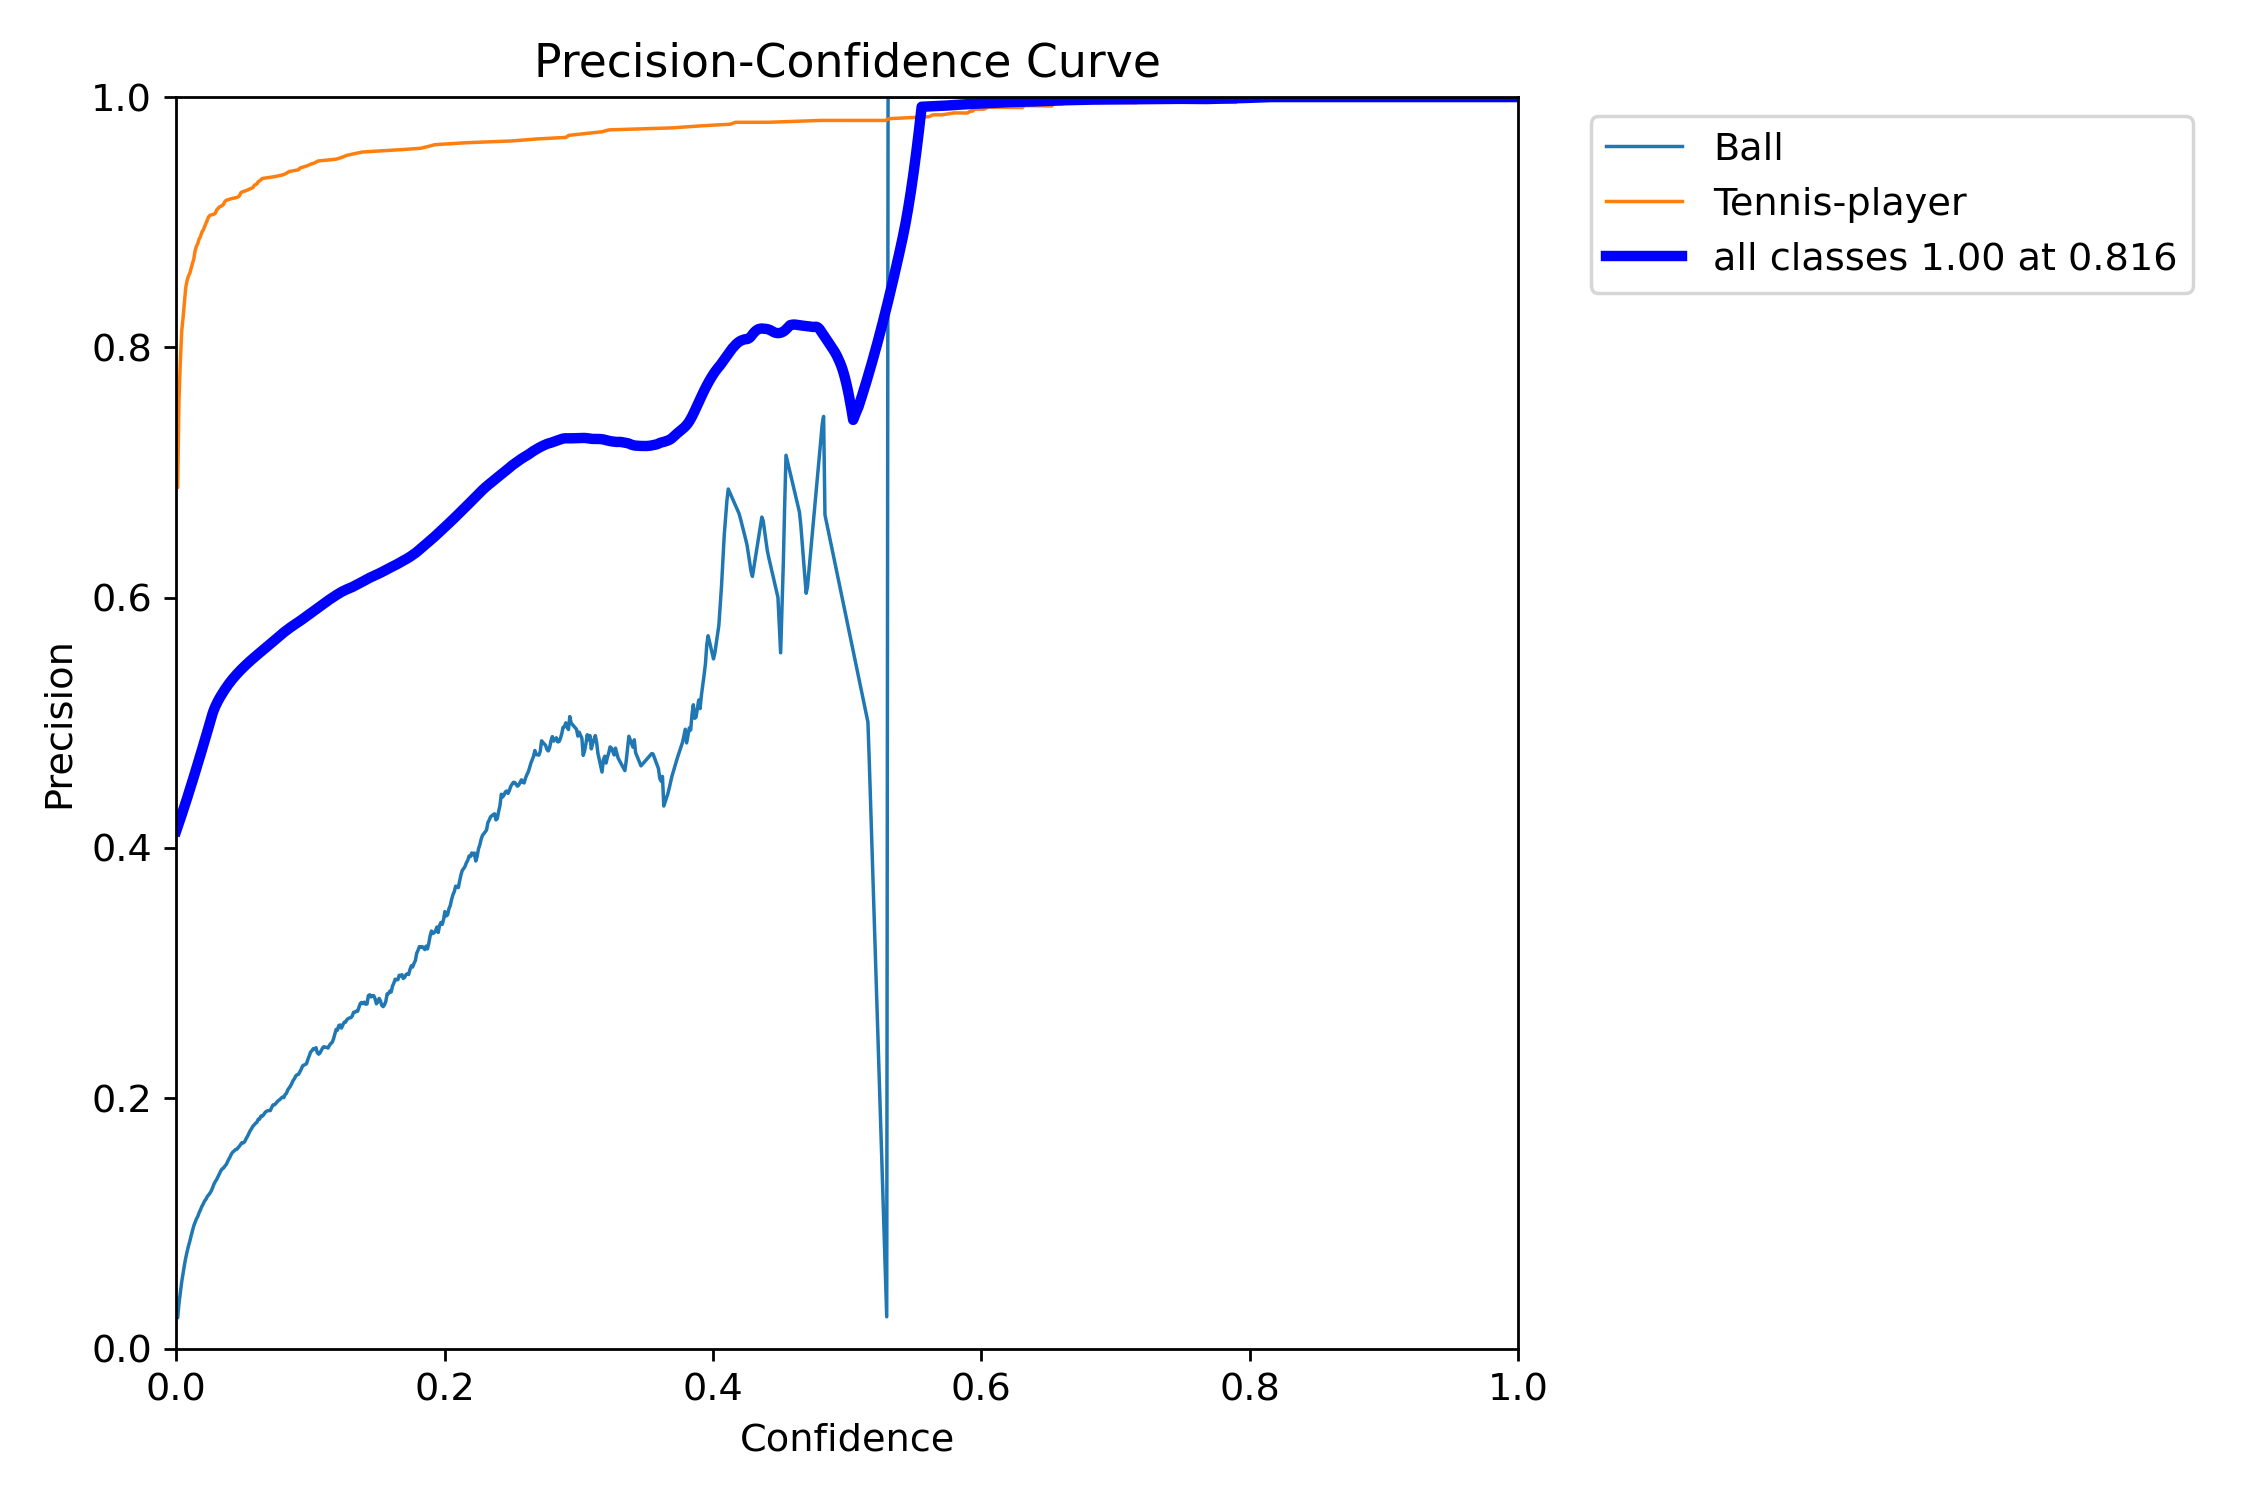 Precision-Confidence Curve
1.0
0.8
0.6
0.4
0.2
0.0
Precision
0.0 0.2 0.4 0.6 0.8 1.0
Confidence
Ball
Tennis-player
all classes 1.00 at 0.816